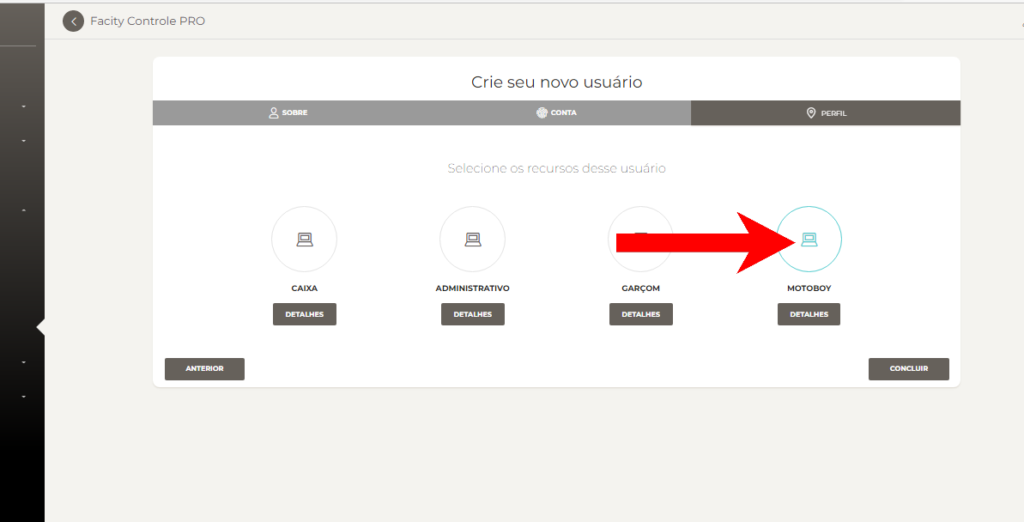 Facity Controle PRO
Crie seu novo usuário
SOBRE
CONTA
PERFIL
Selecione os recursos desse usuário
CAIXA
ADMINISTRATIVO
GARÇOM
MOTOBOY
DETALHES
DETALHES
DETALHES
DETALHES
ANTERIOR
CONCLUIR